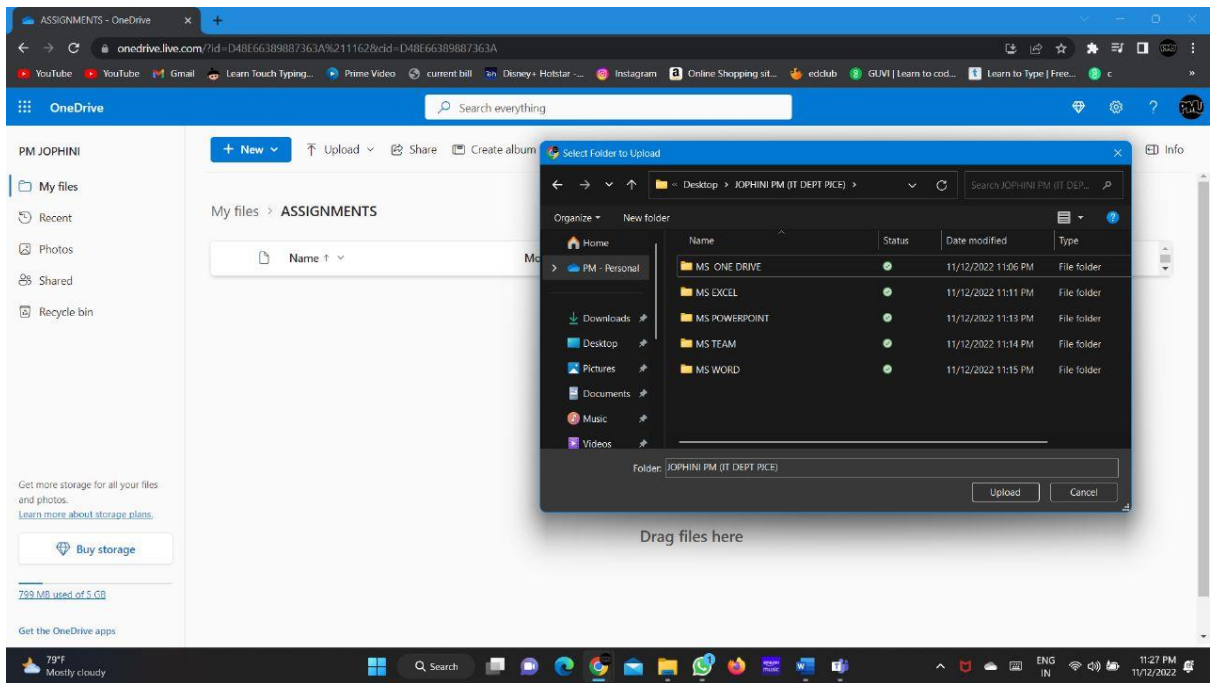 ASSIGNMENTS - OneDrive
onedrive.live.com/?id=D48E66389887363A%211162&cid=D48E66389887363A
YouTube YouTube Gmail Learn Touch Typing... Prime Video current bill Disney+ Hotstar -... Instagram Online Shopping sit... edclub GUVI | Learn to cod... Learn to Type | Free... c »
OneDrive Search everything ?
PM JOPHINI + New Upload Share Create album Info
My files
Recent
Photos
Shared
Recycle bin
My files > ASSIGNMENTS
Name ↑ Mo
Select Folder to Upload
« Desktop > JOPHINI PM (IT DEPT PJCE) > Search JOPHINI PM (IT DEP...
Organize New folder
Name Status Date modified Type
Home
PM - Personal
Downloads
Desktop
Pictures
Documents
Music
Videos
MS ONE DRIVE 11/12/2022 11:06 PM File folder
MS EXCEL 11/12/2022 11:11 PM File folder
MS POWERPOINT 11/12/2022 11:13 PM File folder
MS TEAM 11/12/2022 11:14 PM File folder
MS WORD 11/12/2022 11:15 PM File folder
Folder: JOPHINI PM (IT DEPT PJCE)
Upload Cancel
Drag files here
Get more storage for all your files
and photos.
Learn more about storage plans.
Buy storage
799 MB used of 5 GB
Get the OneDrive apps
79°F
Mostly cloudy
Search
ENG
IN
11:27 PM
11/12/2022